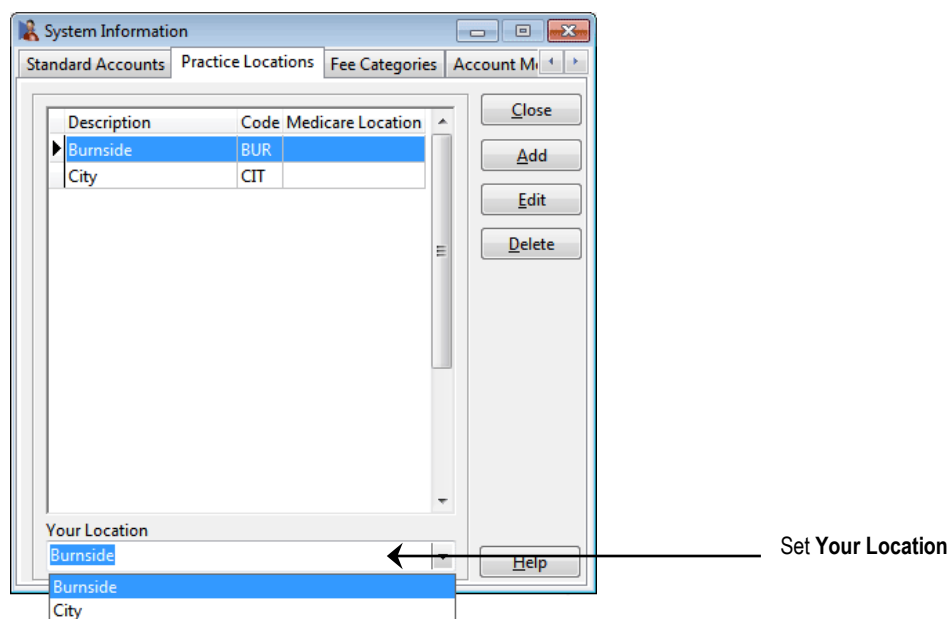 System Information
Standard Accounts Practice Locations Fee Categories Account M
Close
Description Code Medicare Location
Burnside BUR
Add
City CIT
Edit
Delete
Your Location
Burnside
Set Your Location
Help
Burnside
City